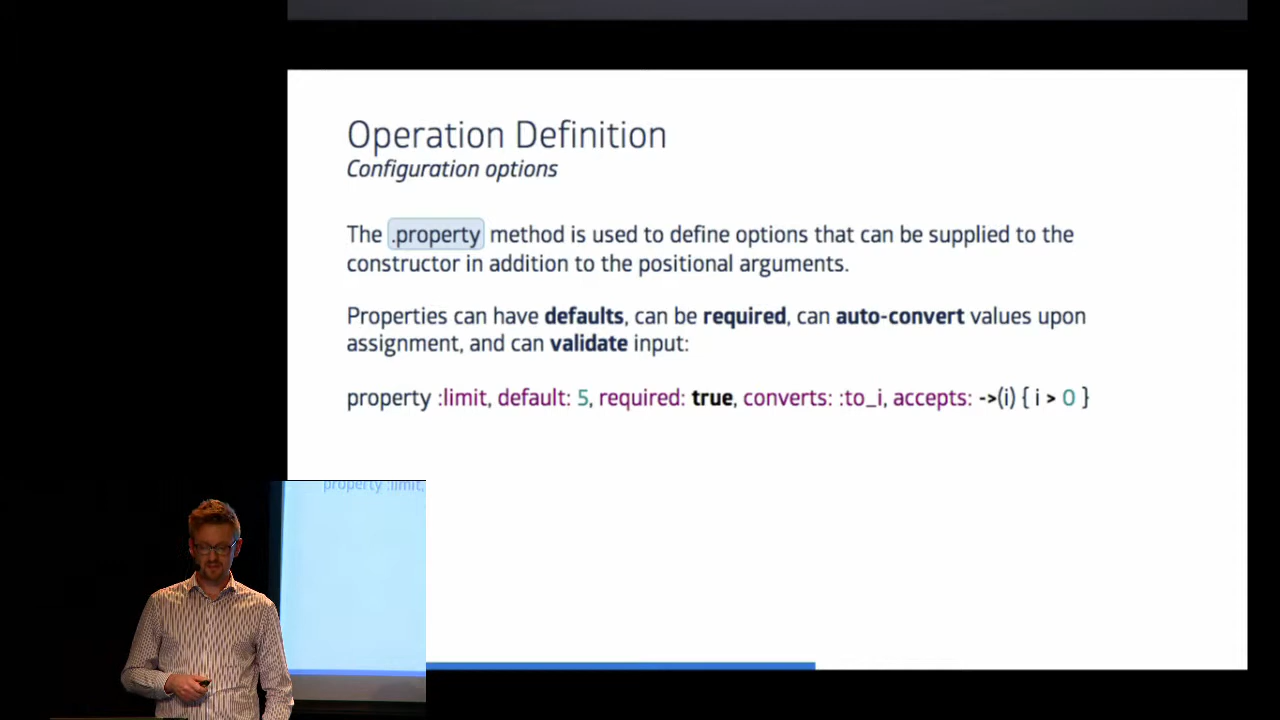 Operation Definition
Configuration options
The .property method is used to define options that can be supplied to the
constructor in addition to the positional arguments.
Properties can have defaults, can be required, can auto-convert values upon
assignment, and can validate input:
property :limit, default: 5, required: true, converts: :to_i, accepts: ->(i) { i > 0 }
property :limit,